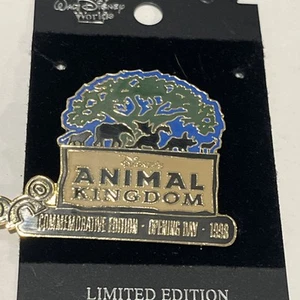 Walt Disney
World
Disney's
ANIMAL
KINGDOM
COMMEMORATIVE EDITION · OPENING DAY · 1998
LIMITED EDITION